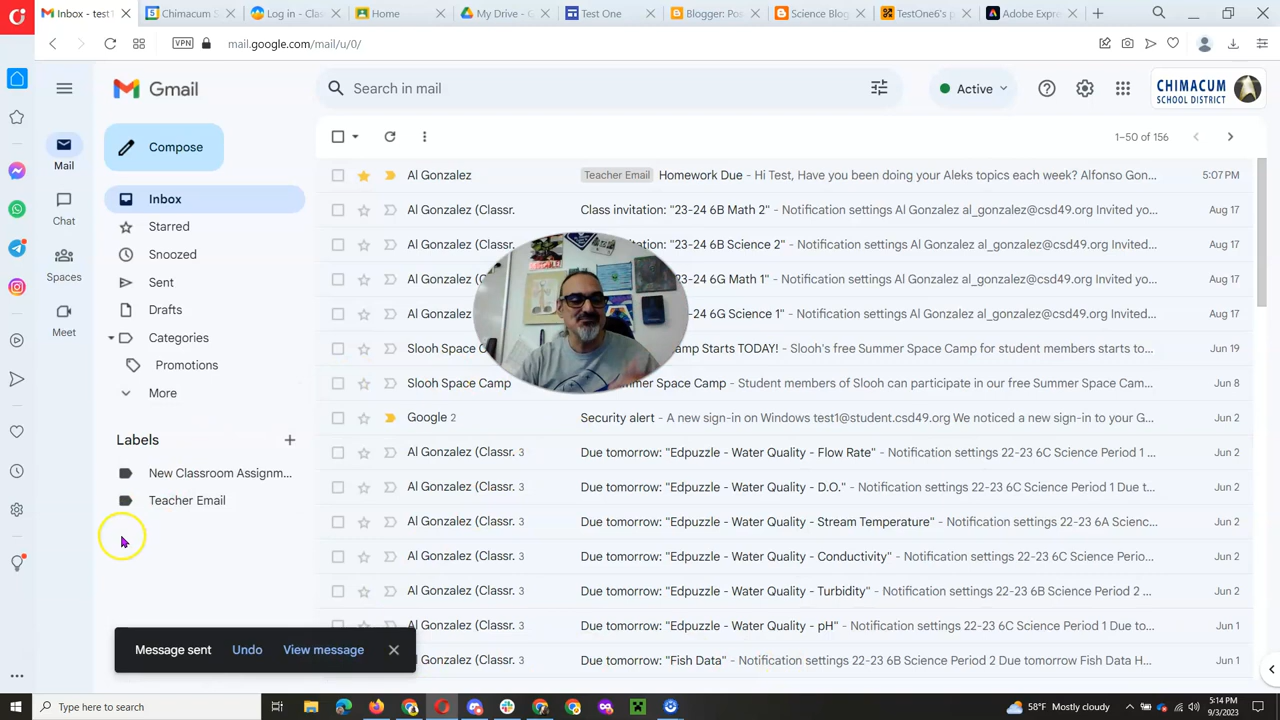 Inbox - test1
Chimacum S
Log in - Clas
Home
My Drive - G
Test One
Blogger: Pos
Science Blog
TestOne6's p
Adobe Expre
VPN
mail.google.com/mail/u/0/
Gmail
Search in mail
Active
CHIMACUM
SCHOOL DISTRICT
Mail
Chat
Spaces
Meet
Compose
Inbox
Starred
Snoozed
Sent
Drafts
Categories
Promotions
More
Labels
New Classroom Assignm...
Teacher Email
1–50 of 156
Al Gonzalez Teacher Email Homework Due - Hi Test, Have you been doing your Aleks topics each week? Alfonso Gon... 5:07 PM
Al Gonzalez (Classr. Class invitation: "23-24 6B Math 2" - Notification settings Al Gonzalez al_gonzalez@csd49.org Invited yo... Aug 17
Al Gonzalez (Classr. itation: "23-24 6B Science 2" - Notification settings Al Gonzalez al_gonzalez@csd49.org Invited... Aug 17
Al Gonzalez (Classr. "23-24 6G Math 1" - Notification settings Al Gonzalez al_gonzalez@csd49.org Invited yo... Aug 17
Al Gonzalez (Classr. 6G Science 1" - Notification settings Al Gonzalez al_gonzalez@csd49.org Invited... Aug 17
Slooh Space C amp Starts TODAY! - Slooh's free Summer Space Camp for student members starts to... Jun 19
Slooh Space Camp ummer Space Camp - Student members of Slooh can participate in our free Summer Space Cam... Jun 8
Google 2 Security alert - A new sign-in on Windows test1@student.csd49.org We noticed a new sign-in to your G... Jun 2
Al Gonzalez (Classr. 3 Due tomorrow: "Edpuzzle - Water Quality - Flow Rate" - Notification settings 22-23 6C Science Period 1 ... Jun 2
Al Gonzalez (Classr. 3 Due tomorrow: "Edpuzzle - Water Quality - D.O." - Notification settings 22-23 6C Science Period 1 Due t... Jun 2
Al Gonzalez (Classr. 3 Due tomorrow: "Edpuzzle - Water Quality - Stream Temperature" - Notification settings 22-23 6A Scienc... Jun 2
Al Gonzalez (Classr. 3 Due tomorrow: "Edpuzzle - Water Quality - Conductivity" - Notification settings 22-23 6C Science Perio... Jun 2
Al Gonzalez (Classr. 3 Due tomorrow: "Edpuzzle - Water Quality - Turbidity" - Notification settings 22-23 6B Science Period 2 ... Jun 2
Al Gonzalez (Classr. 3 Due tomorrow: "Edpuzzle - Water Quality - pH" - Notification settings 22-23 6C Science Period 1 Due to... Jun 1
Al Gonzalez (Classr. 3 Due tomorrow: "Fish Data" - Notification settings 22-23 6B Science Period 2 Due tomorrow Fish Data H... Jun 1
Message sent Undo View message
Type here to search
58°F Mostly cloudy
5:14 PM
9/3/2023